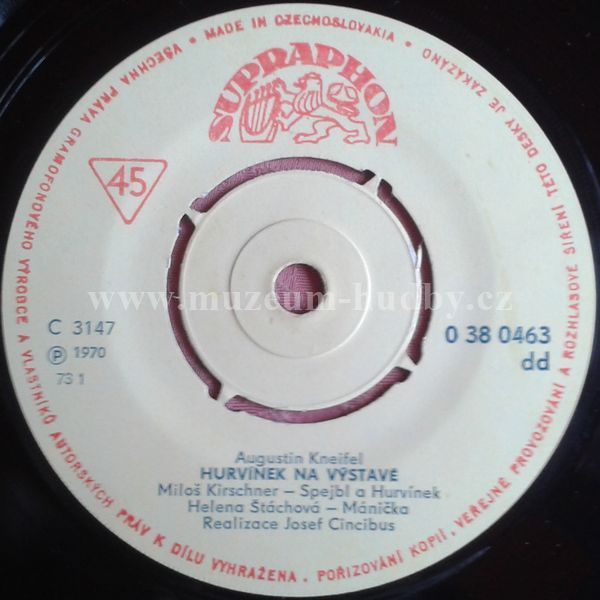 • MADE IN CZECHOSLOVAKIA •
VŠECHNA PRÁVA GRAMOFONOVÉHO VÝROBCE A VLASTNÍKŮ AUTORSKÝCH PRÁV K DÍLU VYHRAŽENA. POŘIZOVÁNÍ KOPIÍ, VEŘEJNÉ PROVOZOVÁNÍ A ROZHLASOVÉ ŠÍŘENÍ TÉTO DESKY JE ZAKÁZÁNO
SUPRAPHON
45
www.muzeum-hudby.cz
C 3147
Ⓟ 1970
73 1
0 38 0463
dd
Augustin Kneifel
HURVÍNEK NA VÝSTAVĚ
Miloš Kirschner – Spejbl a Hurvínek
Helena Štáchová – Mánička
Realizace Josef Cincibus